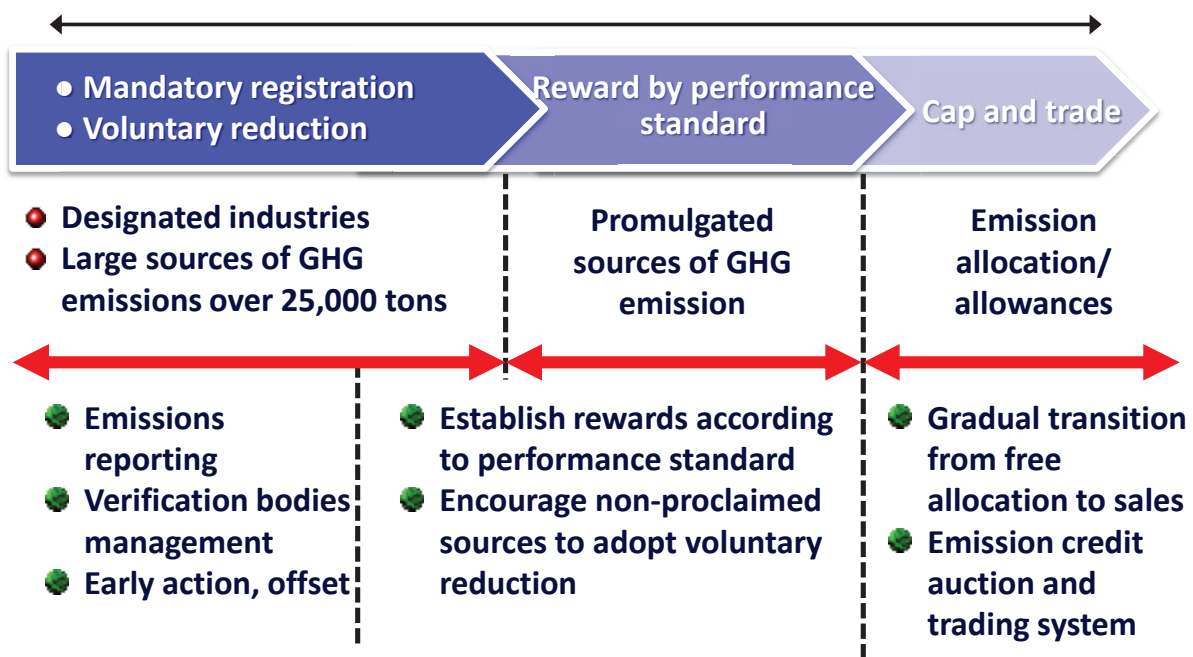 ● Mandatory registration
● Voluntary reduction
Reward by performance
standard
Cap and trade
Designated industries
Large sources of GHG
emissions over 25,000 tons
Promulgated
sources of GHG
emission
Emission
allocation/
allowances
Emissions
reporting
Verification bodies
management
Early action, offset
Establish rewards according
to performance standard
Encourage non-proclaimed
sources to adopt voluntary
reduction
Gradual transition
from free
allocation to sales
Emission credit
auction and
trading system